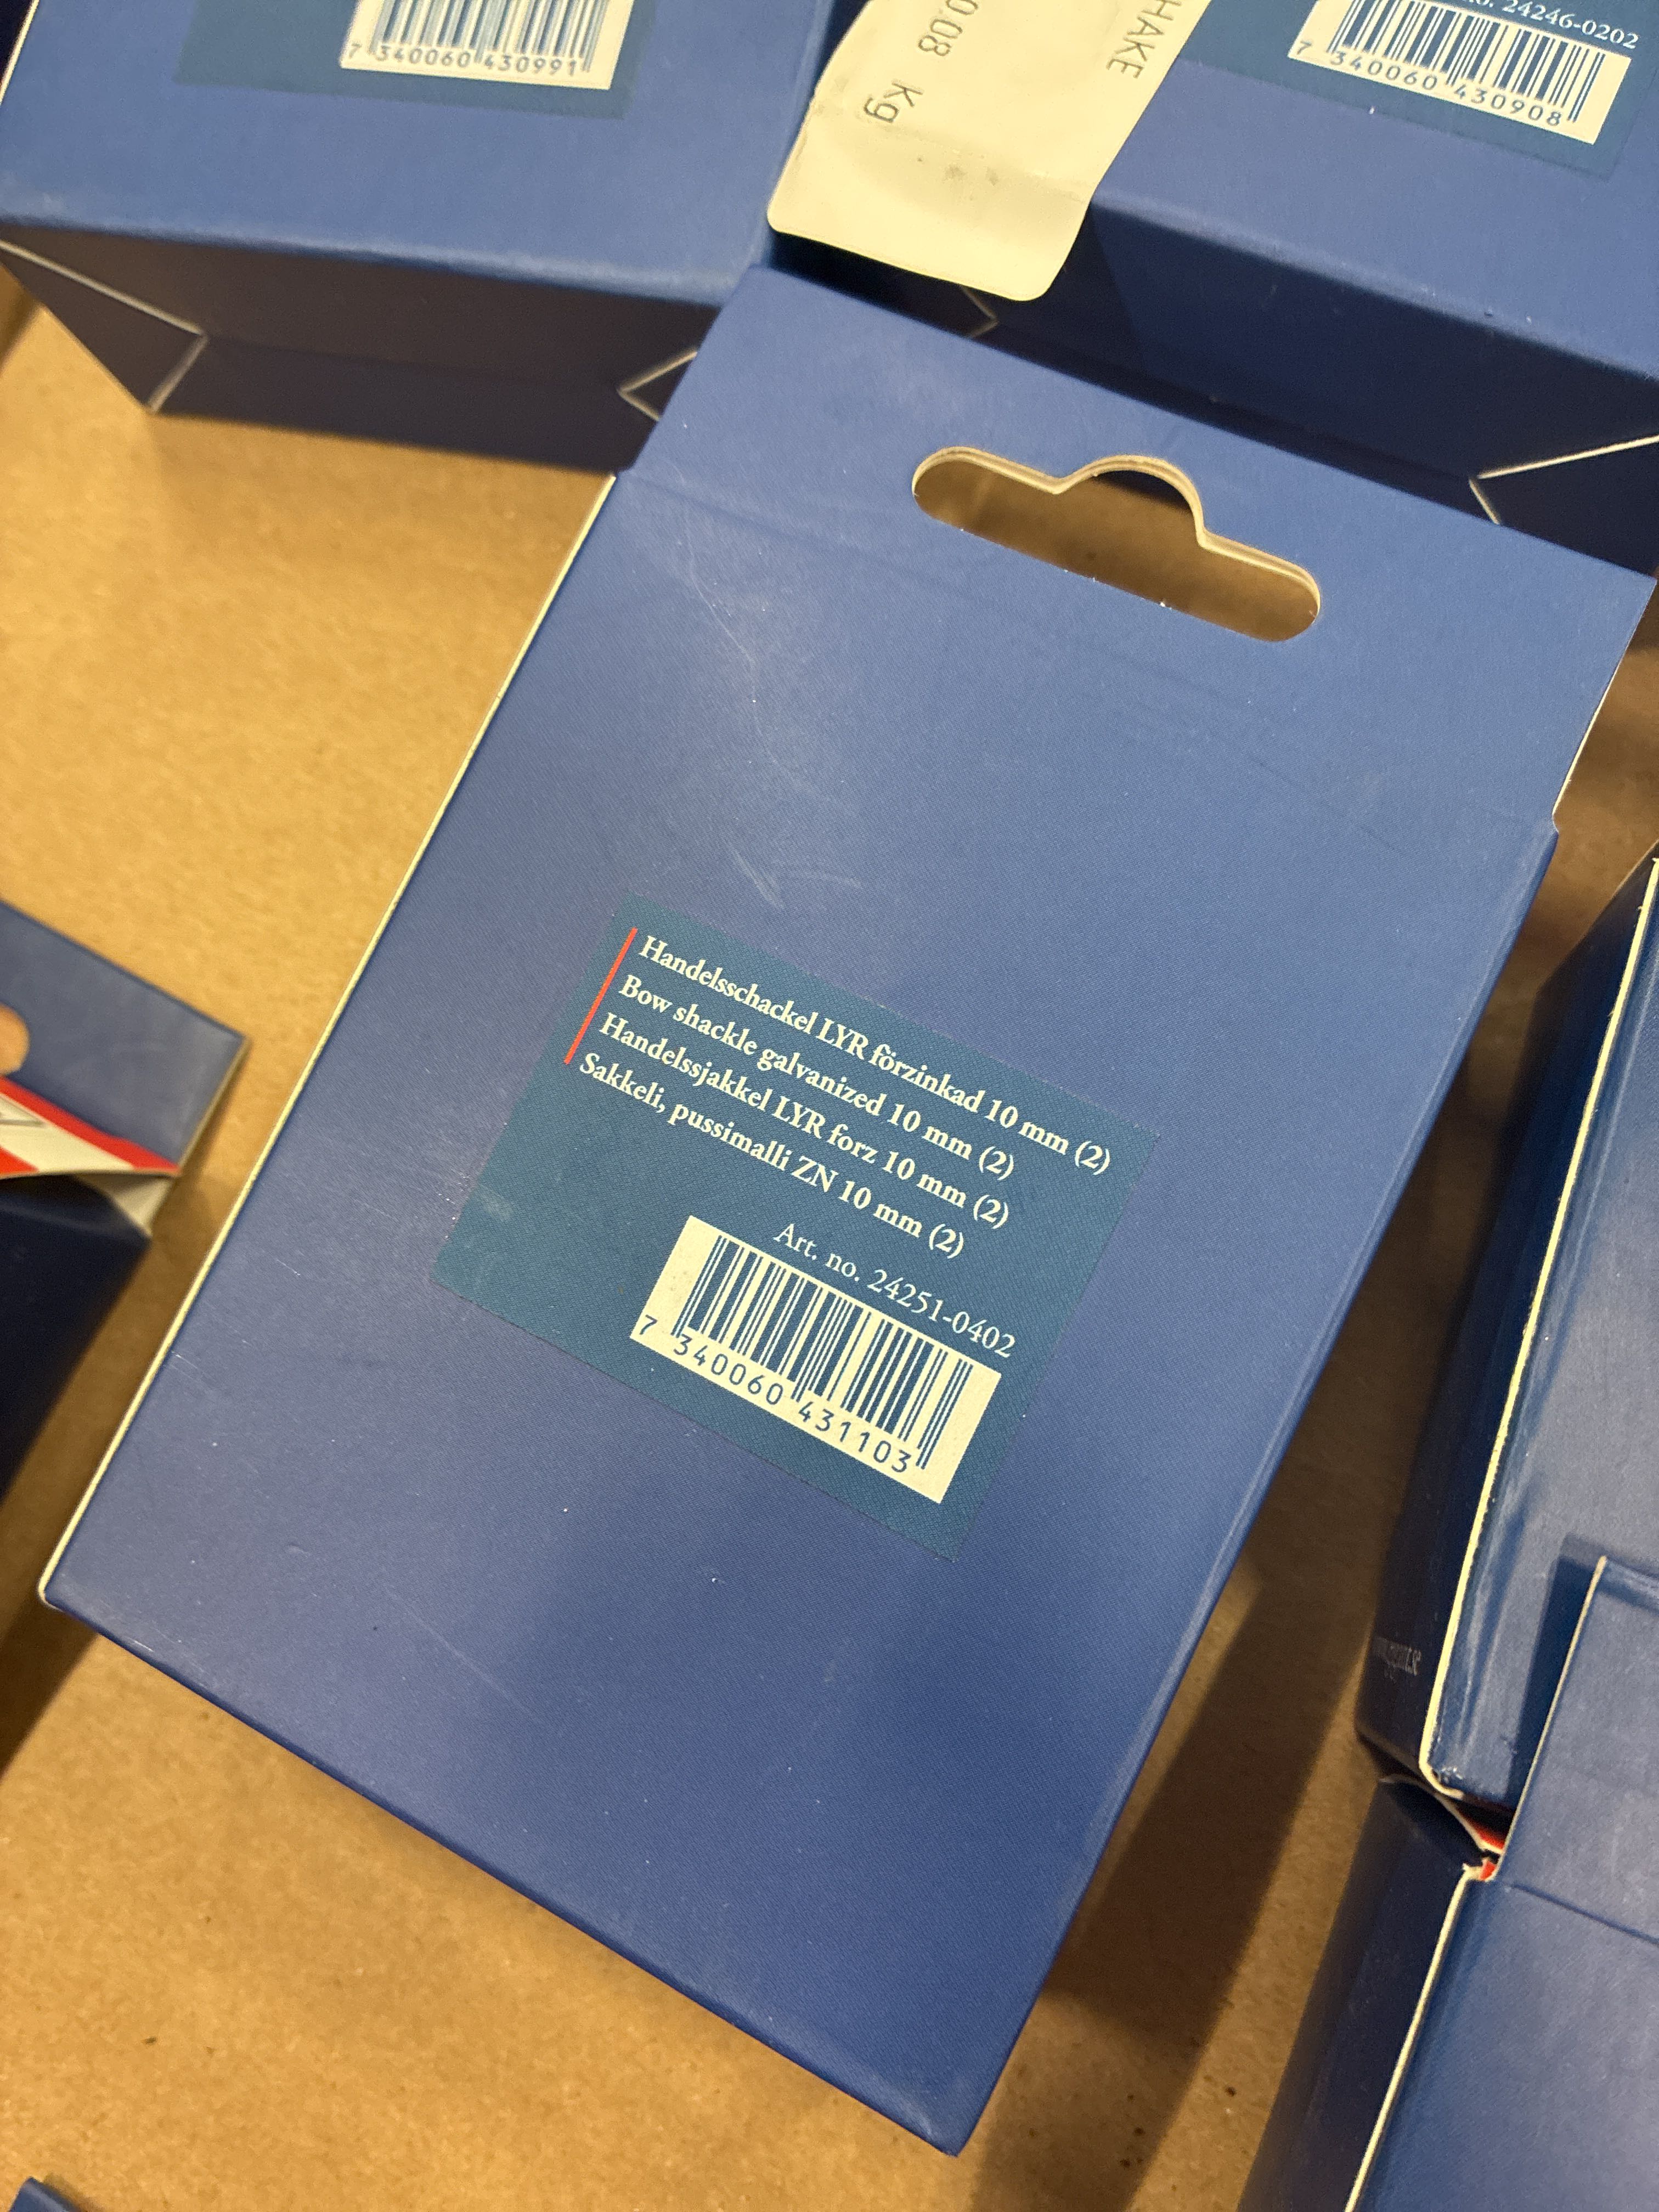 7 340060 430991
0.08 Kg
HAKE
24246-0202
7 340060 430908
Handelsschackel LYR förzinkad 10 mm (2)
Bow shackle galvanized 10 mm (2)
Handelssjakkel LYR forz 10 mm (2)
Sakkeli, pussimalli ZN 10 mm (2)
Art. no. 24251-0402
7 340060 431103